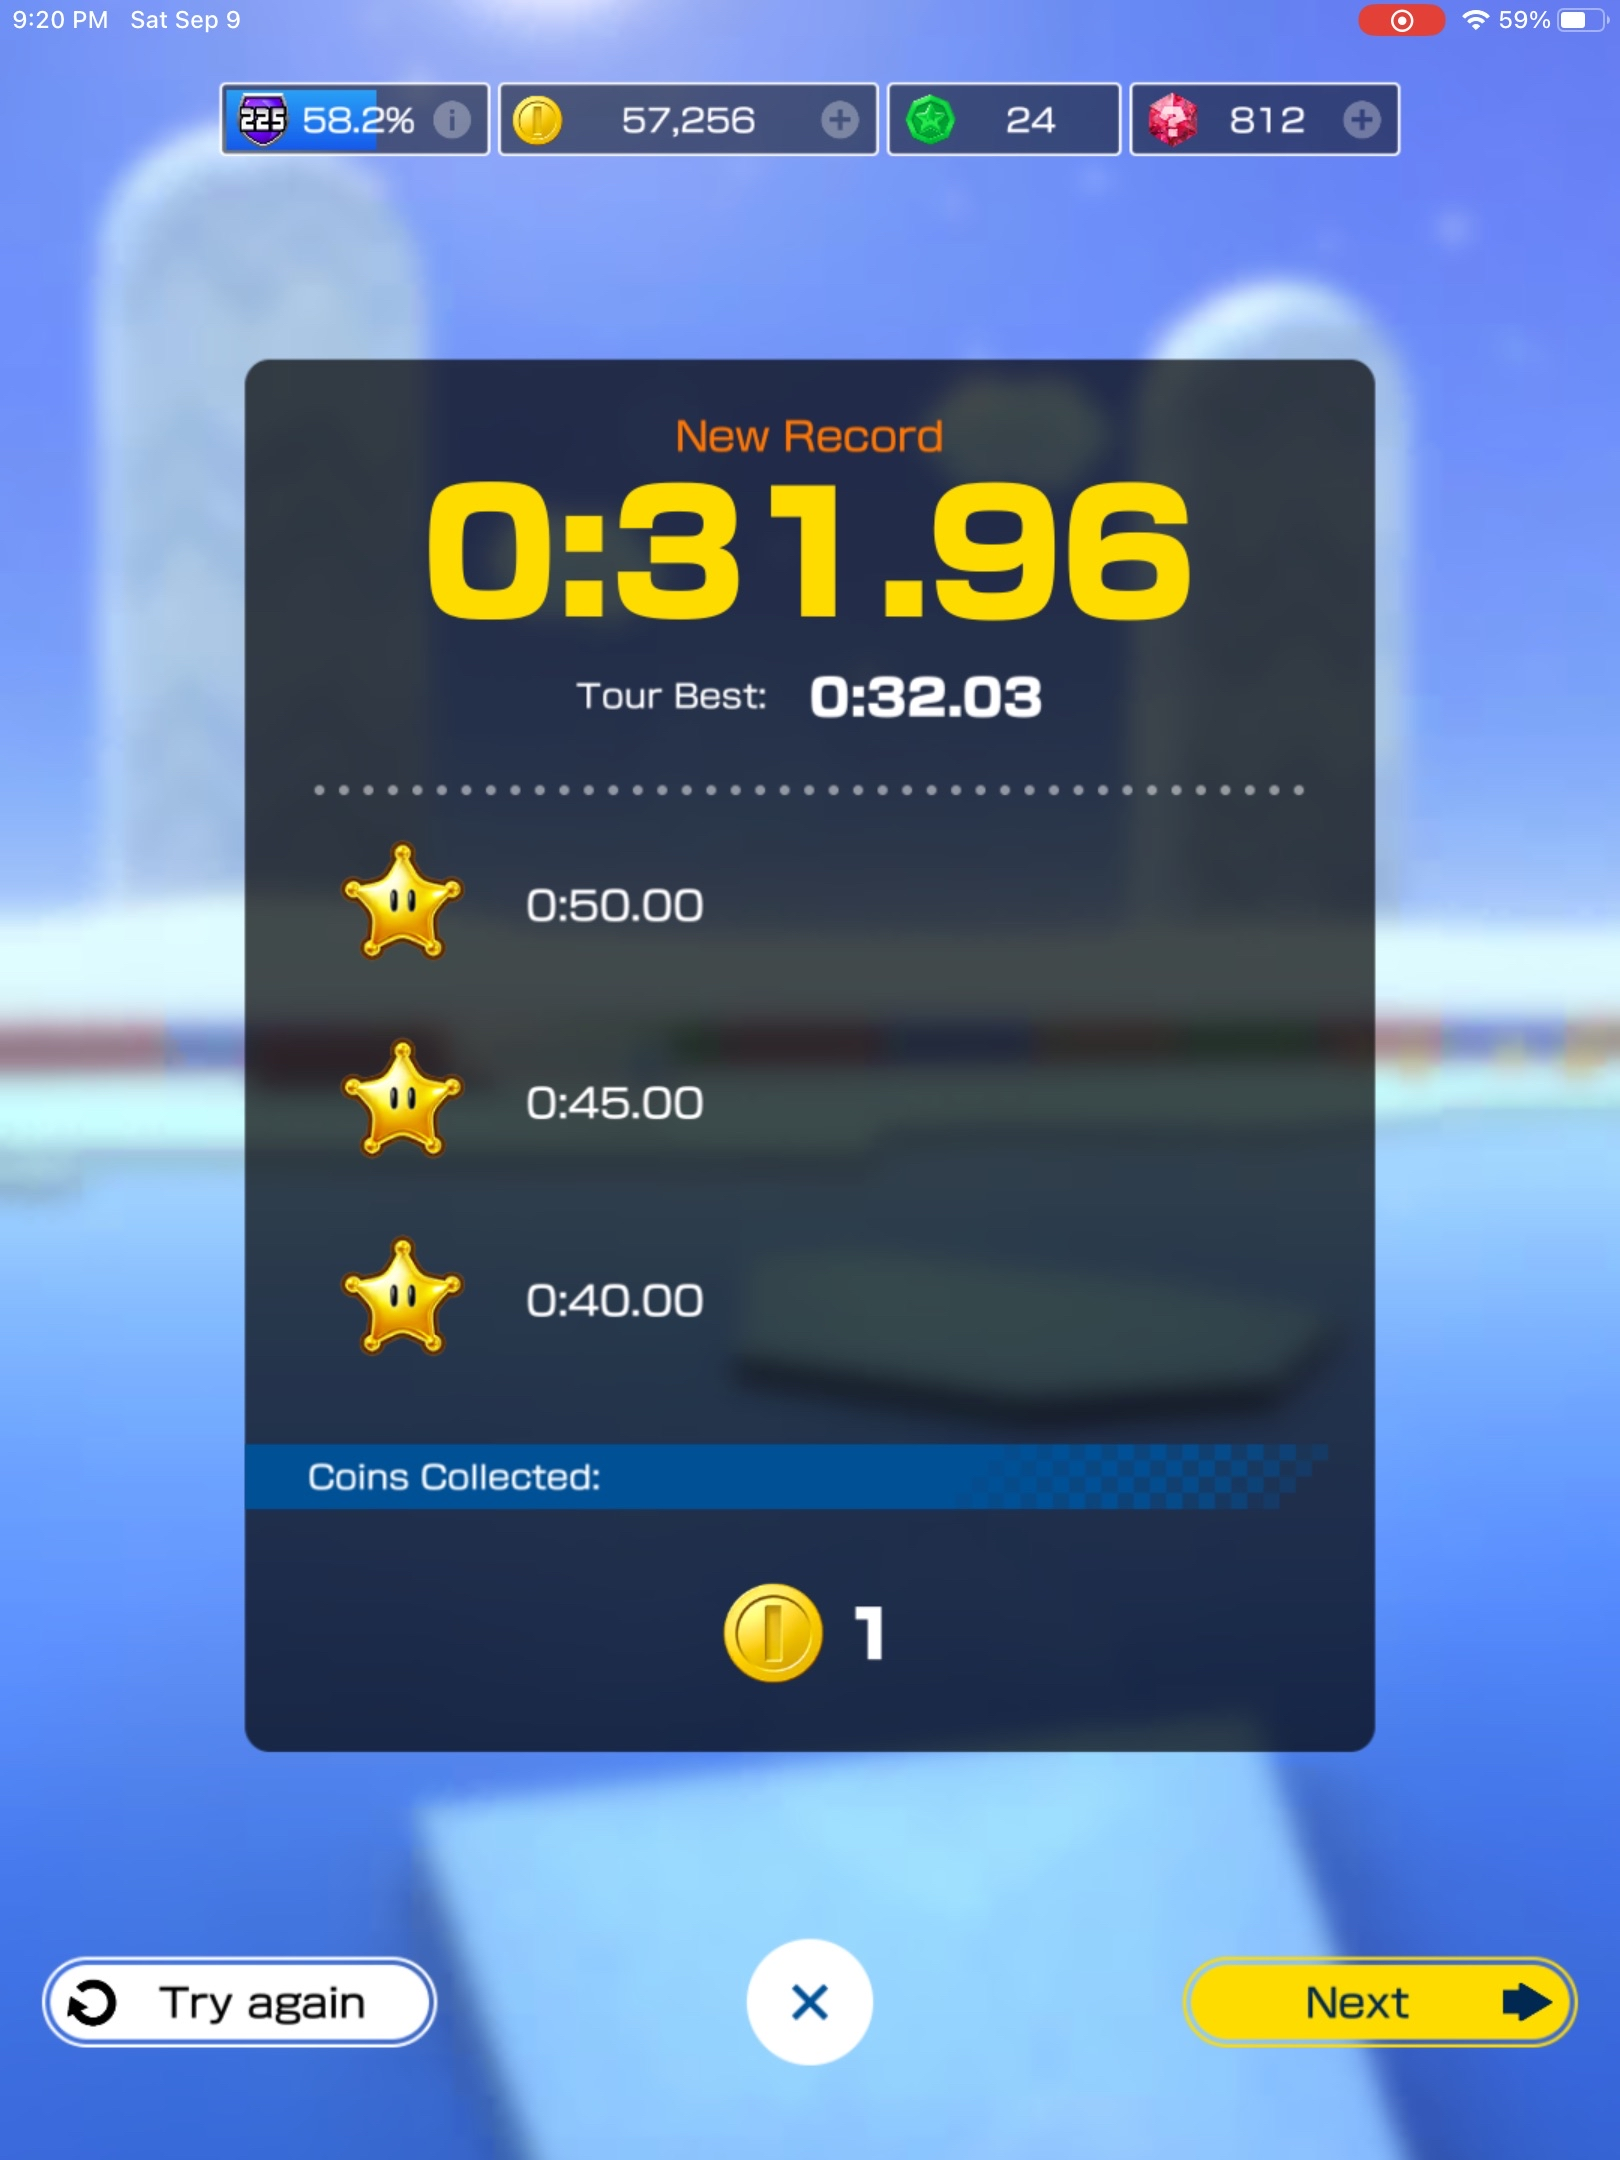 9:20 PM Sat Sep 9 59%
225 58.2% i 57,256 + 24 ? 812 +
New Record
0:31.96
Tour Best: 0:32.03
0:50.00
0:45.00
0:40.00
Coins Collected:
1
Try again × Next